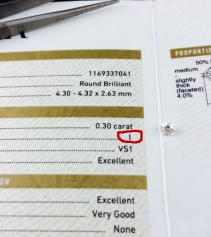 1169337041
Round Brilliant
4.30 - 4.32 x 2.63 mm
0.30 carat
I
VS1
Excellent
ON
Excellent
Very Good
None
PROPORTIO
50%
medium -
slightly
thick
(faceted)
4.0%